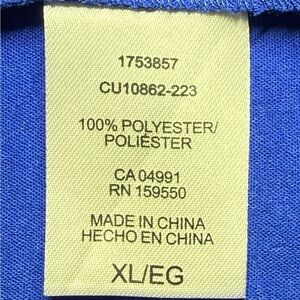 1753857
CU10862-223
100% POLYESTER/
POLIÉSTER
CA 04991
RN 159550
MADE IN CHINA
HECHO EN CHINA
XL/EG